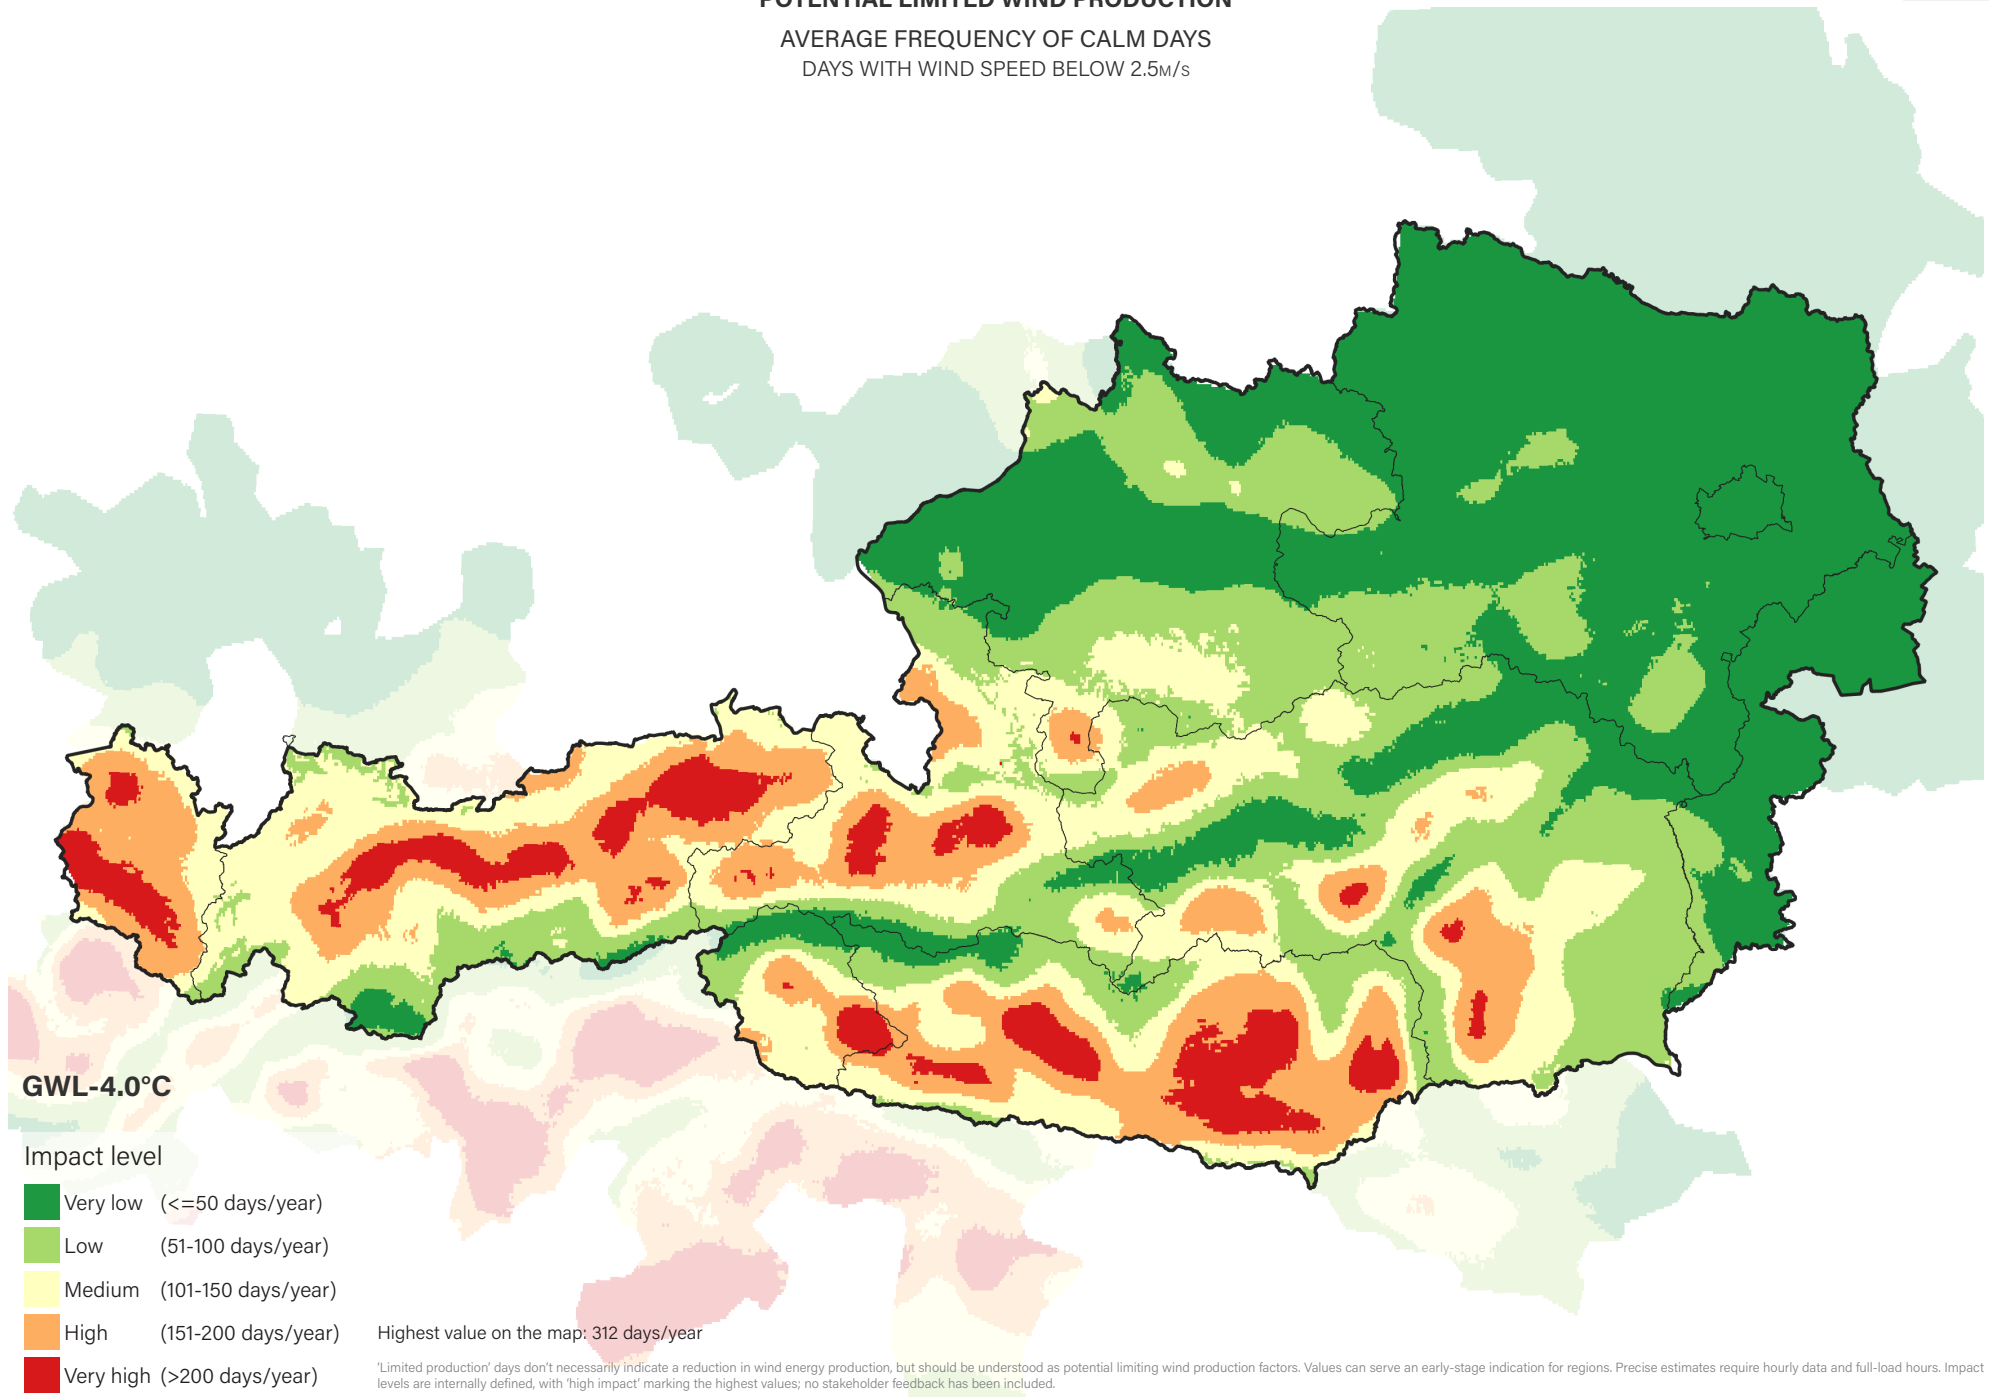 POTENTIAL LIMITED WIND PRODUCTION
AVERAGE FREQUENCY OF CALM DAYS
DAYS WITH WIND SPEED BELOW 2.5M/S
GWL-4.0°C
Impact level
Very low (<=50 days/year)
Low (51-100 days/year)
Medium (101-150 days/year)
High (151-200 days/year)
Very high (>200 days/year)
Highest value on the map: 312 days/year
'Limited production' days don't necessarily indicate a reduction in wind energy production, but should be understood as potential limiting wind production factors. Values can serve an early-stage indication for regions. Precise estimates require hourly data and full-load hours. Impact
levels are internally defined, with 'high impact' marking the highest values; no stakeholder feedback has been included.